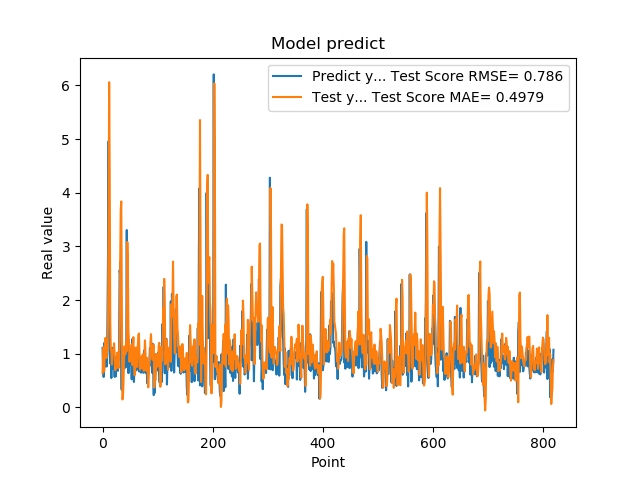 Model predict
Predict y... Test Score RMSE= 0.786
Test y... Test Score MAE= 0.4979
Real value
6
5
4
3
2
1
0
0 200 400 600 800
Point